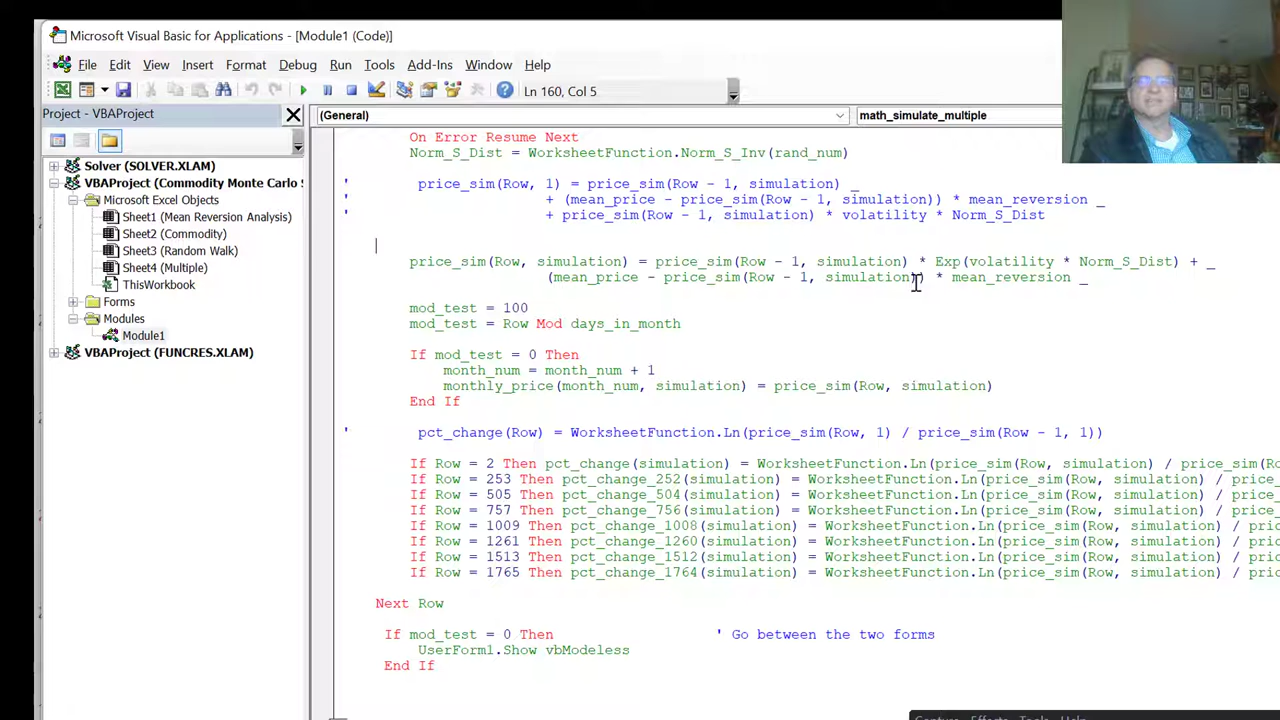 Microsoft Visual Basic for Applications - [Module1 (Code)]
File Edit View Insert Format Debug Run Tools Add-Ins Window Help
Ln 160, Col 5
Project - VBAProject
(General)
math_simulate_multiple
Solver (SOLVER.XLAM)
VBAProject (Commodity Monte Carlo S
Microsoft Excel Objects
Sheet1 (Mean Reversion Analysis)
Sheet2 (Commodity)
Sheet3 (Random Walk)
Sheet4 (Multiple)
ThisWorkbook
Forms
Modules
Module1
VBAProject (FUNCRES.XLAM)
On Error Resume Next
Norm_S_Dist = WorksheetFunction.Norm_S_Inv(rand_num)
' price_sim(Row, 1) = price_sim(Row - 1, simulation) _
' + (mean_price - price_sim(Row - 1, simulation)) * mean_reversion _
' + price_sim(Row - 1, simulation) * volatility * Norm_S_Dist
price_sim(Row, simulation) = price_sim(Row - 1, simulation) * Exp(volatility * Norm_S_Dist) + _
(mean_price - price_sim(Row - 1, simulation)) * mean_reversion _
mod_test = 100
mod_test = Row Mod days_in_month
If mod_test = 0 Then
month_num = month_num + 1
monthly_price(month_num, simulation) = price_sim(Row, simulation)
End If
' pct_change(Row) = WorksheetFunction.Ln(price_sim(Row, 1) / price_sim(Row - 1, 1))
If Row = 2 Then pct_change(simulation) = WorksheetFunction.Ln(price_sim(Row, simulation) / price_sim(Ro
If Row = 253 Then pct_change_252(simulation) = WorksheetFunction.Ln(price_sim(Row, simulation) / price_
If Row = 505 Then pct_change_504(simulation) = WorksheetFunction.Ln(price_sim(Row, simulation) / price_
If Row = 757 Then pct_change_756(simulation) = WorksheetFunction.Ln(price_sim(Row, simulation) / price_
If Row = 1009 Then pct_change_1008(simulation) = WorksheetFunction.Ln(price_sim(Row, simulation) / pric
If Row = 1261 Then pct_change_1260(simulation) = WorksheetFunction.Ln(price_sim(Row, simulation) / pric
If Row = 1513 Then pct_change_1512(simulation) = WorksheetFunction.Ln(price_sim(Row, simulation) / pric
If Row = 1765 Then pct_change_1764(simulation) = WorksheetFunction.Ln(price_sim(Row, simulation) / pric
Next Row
If mod_test = 0 Then ' Go between the two forms
UserForm1.Show vbModeless
End If